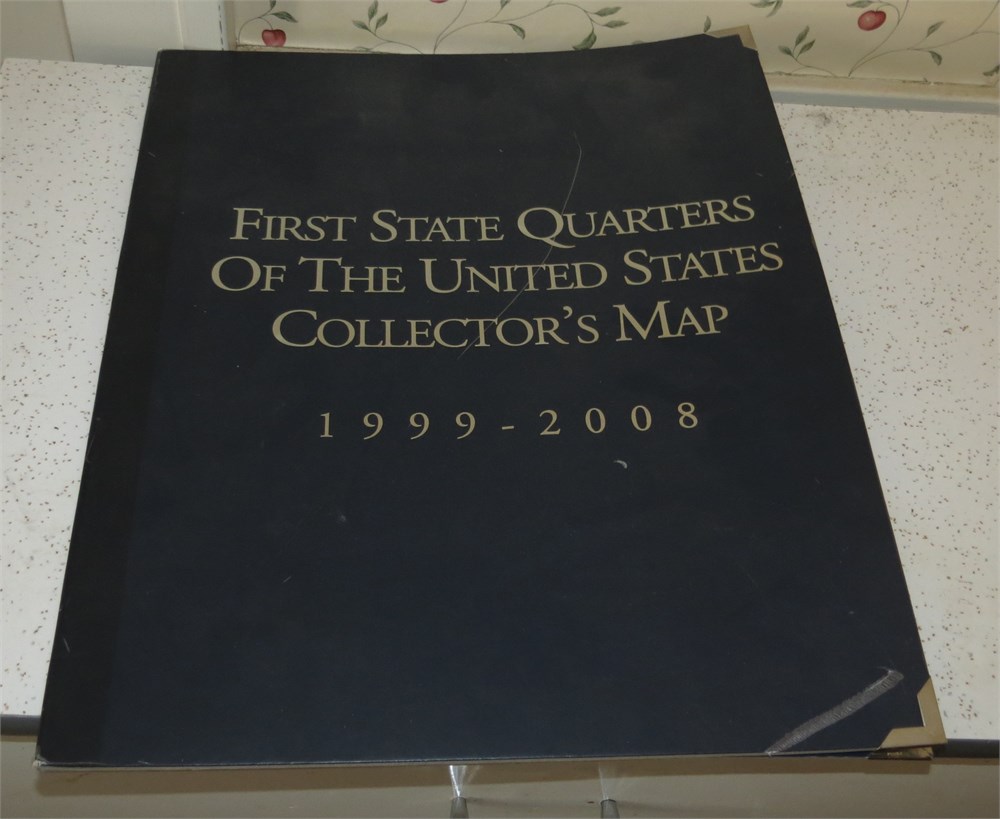 First State Quarters
Of The United States
Collector's Map
1999-2008